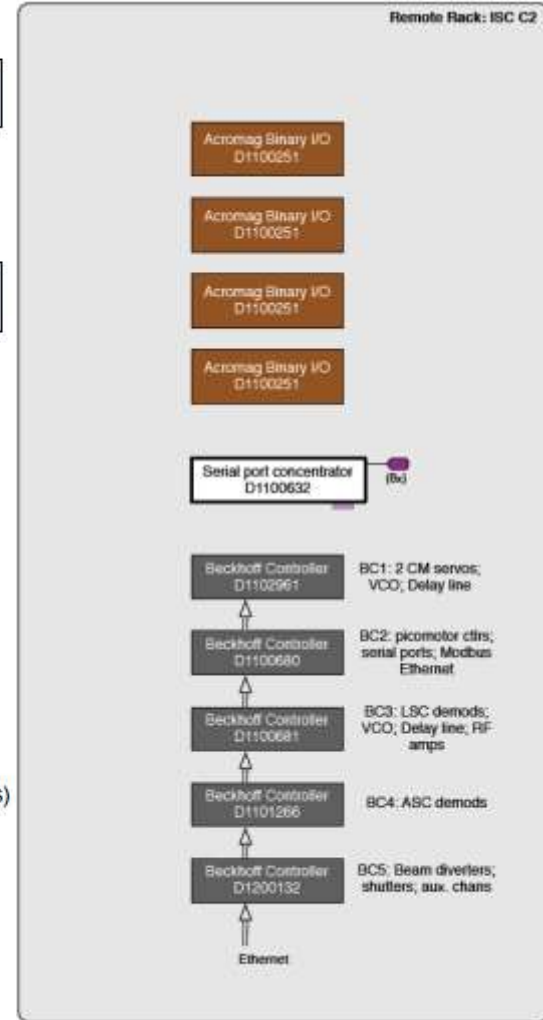 Remote Rack: ISC C2
Acromag Binary I/O
D1100251
Acromag Binary I/O
D1100251
Acromag Binary I/O
D1100251
Acromag Binary I/O
D1100251
Serial port concentrator
D1100632
(8x)
Beckhoff Controller
D1102961
BC1: 2 CM servos;
VCO; Delay line
Beckhoff Controller
D1100680
BC2: picomotor ctlrs;
serial ports; Modbus
Ethernet
Beckhoff Controller
D1100681
BC3: LSC demods;
VCO; Delay line; RF
amps
s)
Beckhoff Controller
D1101266
BC4: ASC demods
Beckhoff Controller
D1200132
BC5: Beam diverters;
shutters; aux. chans
Ethernet